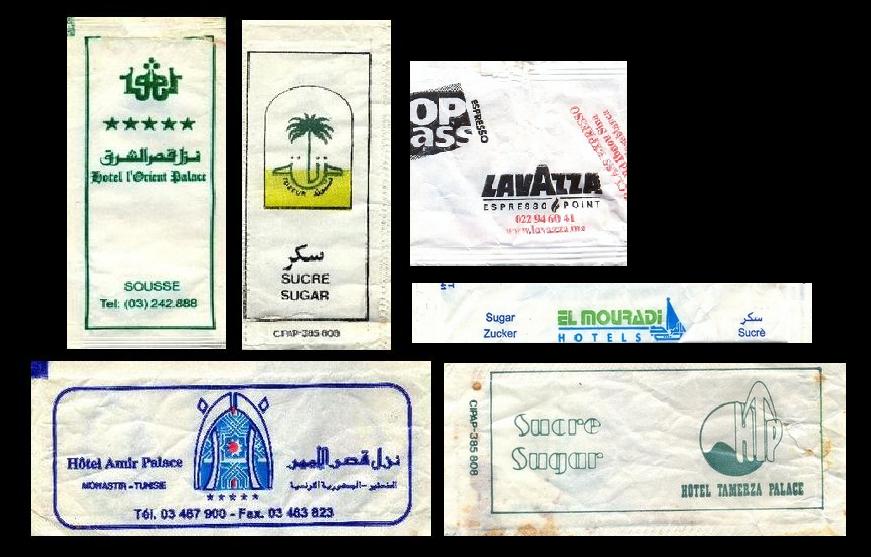 ★★★★★
نزل قصر الشرق
Hotel l'Orient Palace
SOUSSE
Tel: (03) 242.888
TOZEUR
سكر
SUCRE
SUGAR
CIPAP-385 808
OP
ass
ESPRESSO
LAVAZZA
ESPRESSO POINT
022 94 60 41
www.lavazza.ma
Sugar
Zucker
EL MOURADI
HOTELS
سكر
Sucrè
Hôtel Amir Palace
MONASTIR - TUNISIE
نزل قصر الأمير
★★★★★
Tél. 03 467 900 - Fax. 03 463 823
CIPAP-385 808
Sucre
Sugar
HOTEL TAMERZA PALACE